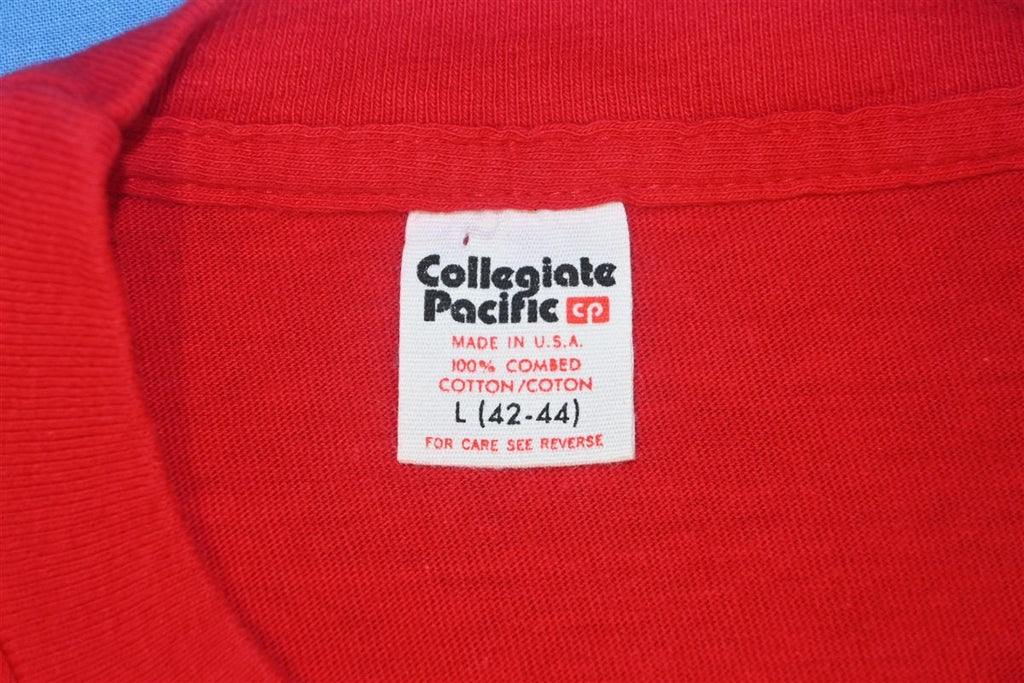 Collegiate
Pacific cp
MADE IN U.S.A.
100% COMBED
COTTON/COTON
L (42-44)
FOR CARE SEE REVERSE